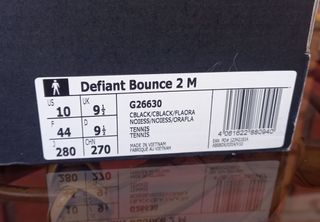 Defiant Bounce 2 M
US 10 UK 9½
F 44 D 9½
J 280 CHN 270
G26630
CBLACK/CBLACK/FLAORA
NOIESS/NOIESS/ORAFLA
TENNIS
TENNIS
MADE IN VIETNAM
FABRIQUE AU VIETNAM
4 061622 880940